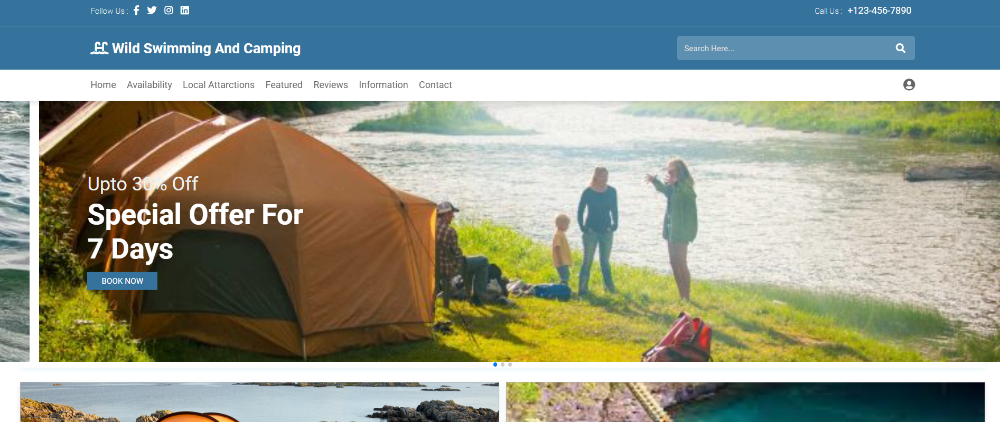 Follow Us :
Call Us : +123-456-7890
Wild Swimming And Camping
Search Here...
Home Availability Local Attarctions Featured Reviews Information Contact
Upto 30% Off
Special Offer For
7 Days
BOOK NOW